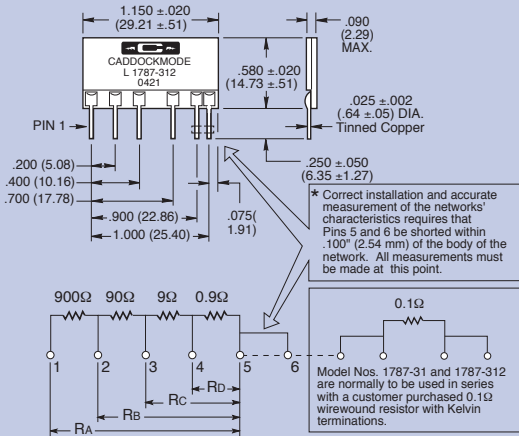 1.150 ±.020
(29.21 ±.51)
.090
(2.29)
MAX.
C
CADDOCKMODE
L 1787-312
0421
.580 ±.020
(14.73 ±.51)
PIN 1
.025 ±.002
(.64 ±.05) DIA.
Tinned Copper
.200 (5.08)
.400 (10.16)
.700 (17.78)
.900 (22.86)
1.000 (25.40)
.075(
1.91)
.250 ±.050
(6.35 ±1.27)
* Correct installation and accurate
measurement of the networks'
characteristics requires that
Pins 5 and 6 be shorted within
.100" (2.54 mm) of the body of the
network. All measurements must
be made at this point.
900Ω 90Ω 9Ω 0.9Ω
0.1Ω
1 2 3 4 5 6
RD
RC
RB
RA
Model Nos. 1787-31 and 1787-312
are normally to be used in series
with a customer purchased 0.1Ω
wirewound resistor with Kelvin
terminations.